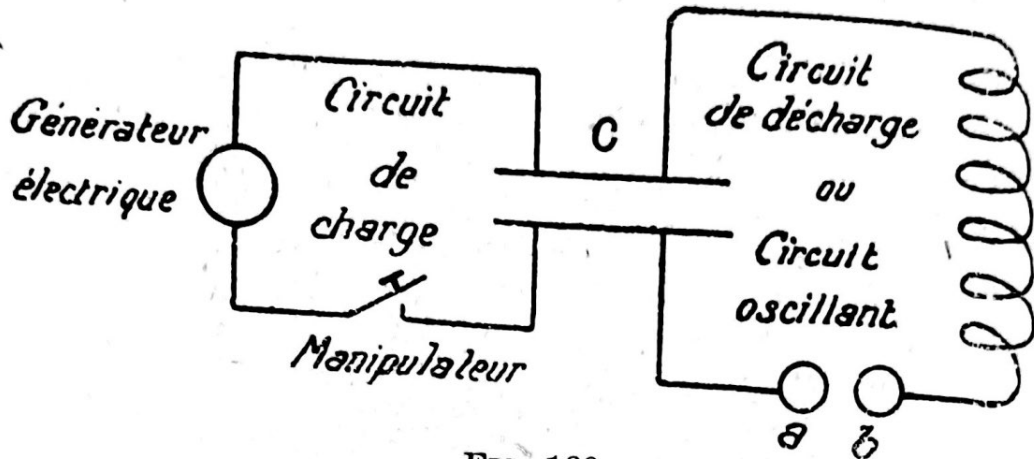 Générateur
électrique
Circuit
de
charge
Manipulateur
C
Circuit
de décharge
ou
Circuit
oscillant
a
b